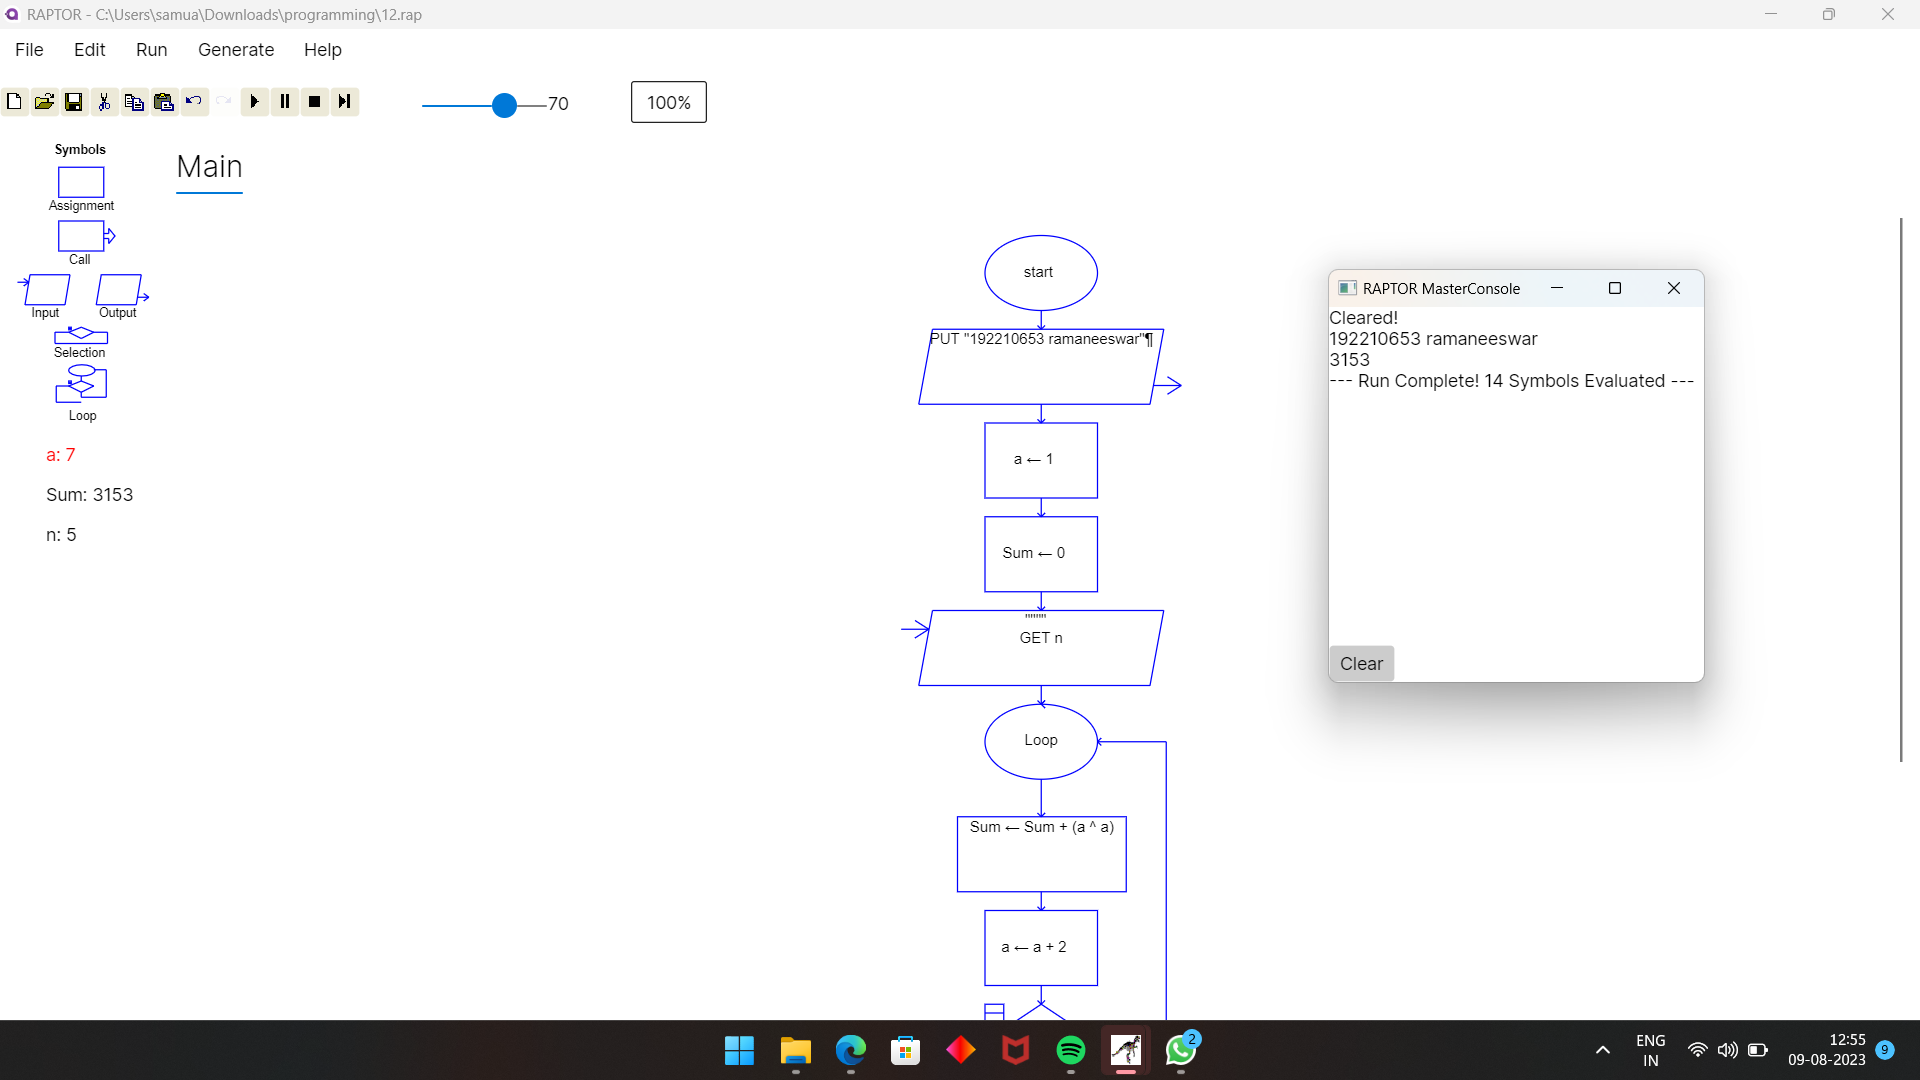 RAPTOR - C:\Users\samua\Downloads\programming\12.rap
File Edit Run Generate Help
70
100%
Symbols
Assignment
Call
Input Output
Selection
Loop
a: 7
Sum: 3153
n: 5
Main
start
PUT "192210653 ramaneeswar"¶
a ← 1
Sum ← 0
""""
GET n
Loop
Sum ← Sum + (a ^ a)
a ← a + 2
RAPTOR MasterConsole
Cleared!
192210653 ramaneeswar
3153
--- Run Complete! 14 Symbols Evaluated ---
Clear
2
ENG
IN
12:55
09-08-2023
9